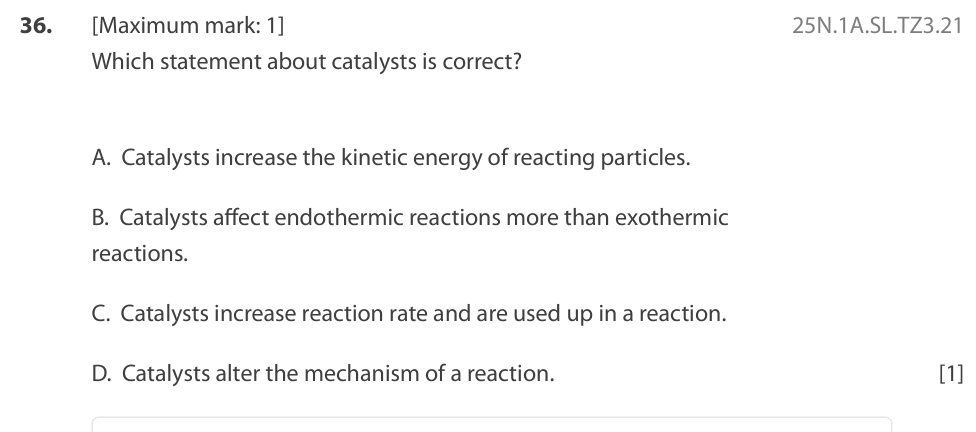 36. [Maximum mark: 1] 25N.1A.SL.TZ3.21
Which statement about catalysts is correct?
A. Catalysts increase the kinetic energy of reacting particles.
B. Catalysts affect endothermic reactions more than exothermic
reactions.
C. Catalysts increase reaction rate and are used up in a reaction.
D. Catalysts alter the mechanism of a reaction. [1]